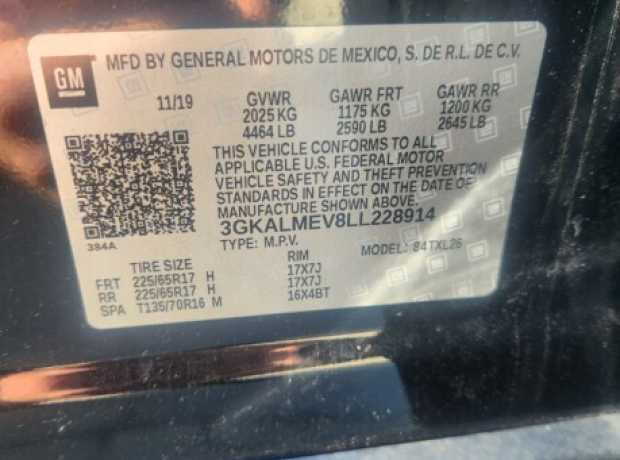 GM
MFD BY GENERAL MOTORS DE MEXICO, S. DE R.L. DE C.V.
11/19 GVWR GAWR FRT GAWR RR
2025 KG 1175 KG 1200 KG
4464 LB 2590 LB 2645 LB
THIS VEHICLE CONFORMS TO ALL
APPLICABLE U.S. FEDERAL MOTOR
VEHICLE SAFETY AND THEFT PREVENTION
STANDARDS IN EFFECT ON THE DATE OF
MANUFACTURE SHOWN ABOVE.
3GKALMEV8LL228914
384A TYPE: M.P.V. MODEL: 84TXL26
TIRE SIZE RIM
FRT 225/65R17 H 17X7J
RR 225/65R17 H 17X7J
SPA T135/70R16 M 16X4BT